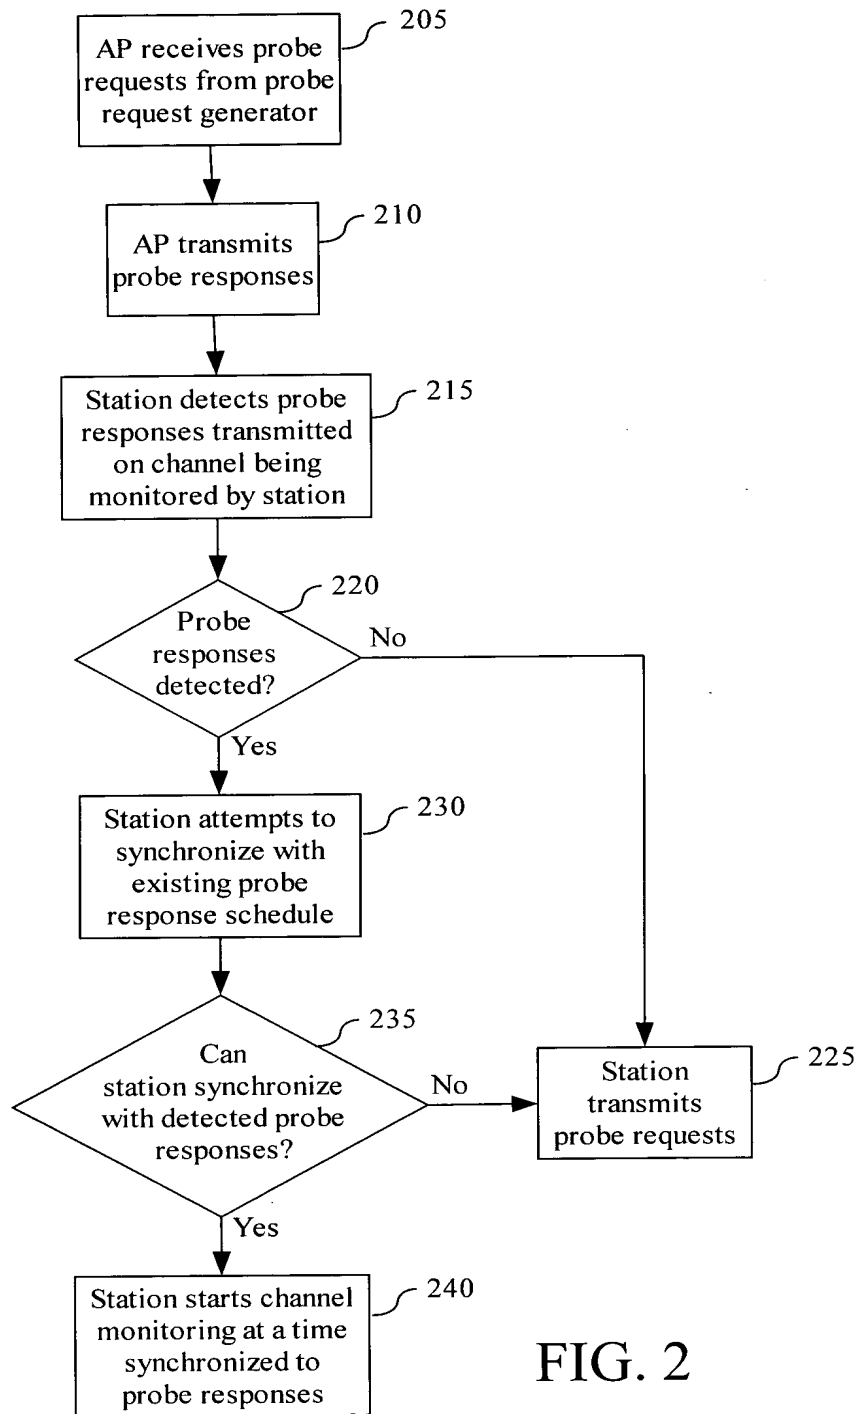 205
AP receives probe
requests from probe
request generator
210
AP transmits
probe responses
215
Station detects probe
responses transmitted
on channel being
monitored by station
220
Probe
responses
detected?
No
Yes
230
Station attempts to
synchronize with
existing probe
response schedule
235
Can
station synchronize
with detected probe
responses?
No
225
Station
transmits
probe requests
Yes
240
Station starts channel
monitoring at a time
synchronized to
probe responses
FIG. 2